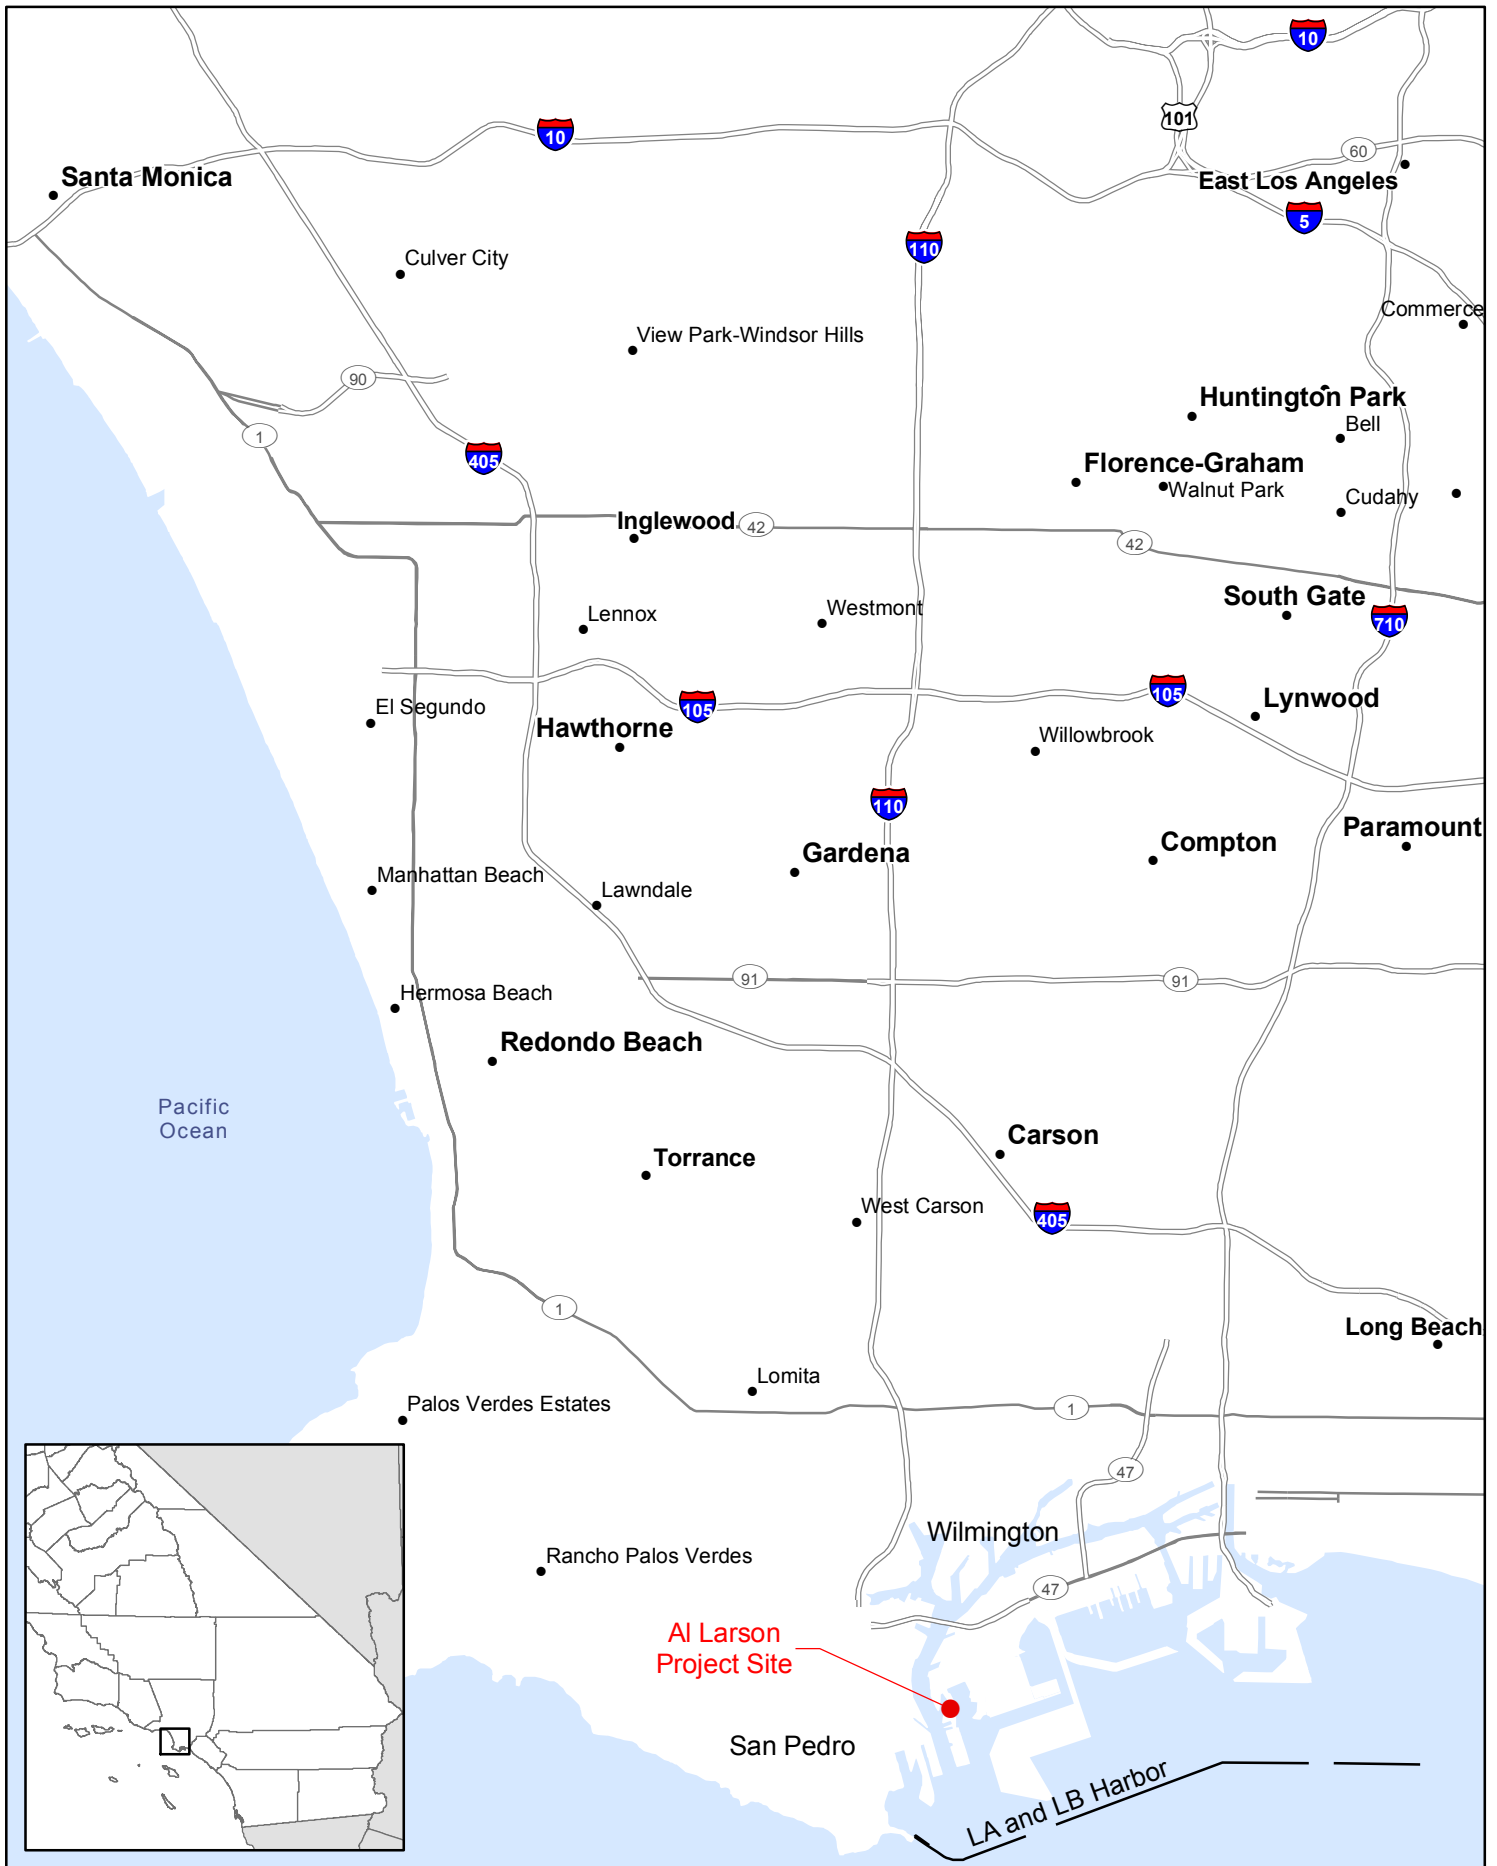 10
101
10
60
Santa Monica
East Los Angeles
5
110
Culver City
Commerce
View Park-Windsor Hills
90
Huntington Park
Bell
1
405
Florence-Graham
Walnut Park
Cudahy
Inglewood
42
42
South Gate
Lennox
Westmont
710
105
Lynwood
El Segundo
105
Hawthorne
Willowbrook
110
Paramount
Compton
Gardena
Manhattan Beach
Lawndale
91
91
Hermosa Beach
Redondo Beach
Pacific
Ocean
Carson
Torrance
West Carson
405
1
Long Beach
Lomita
Palos Verdes Estates
1
47
Wilmington
Rancho Palos Verdes
47
Al Larson
Project Site
San Pedro
LA and LB Harbor